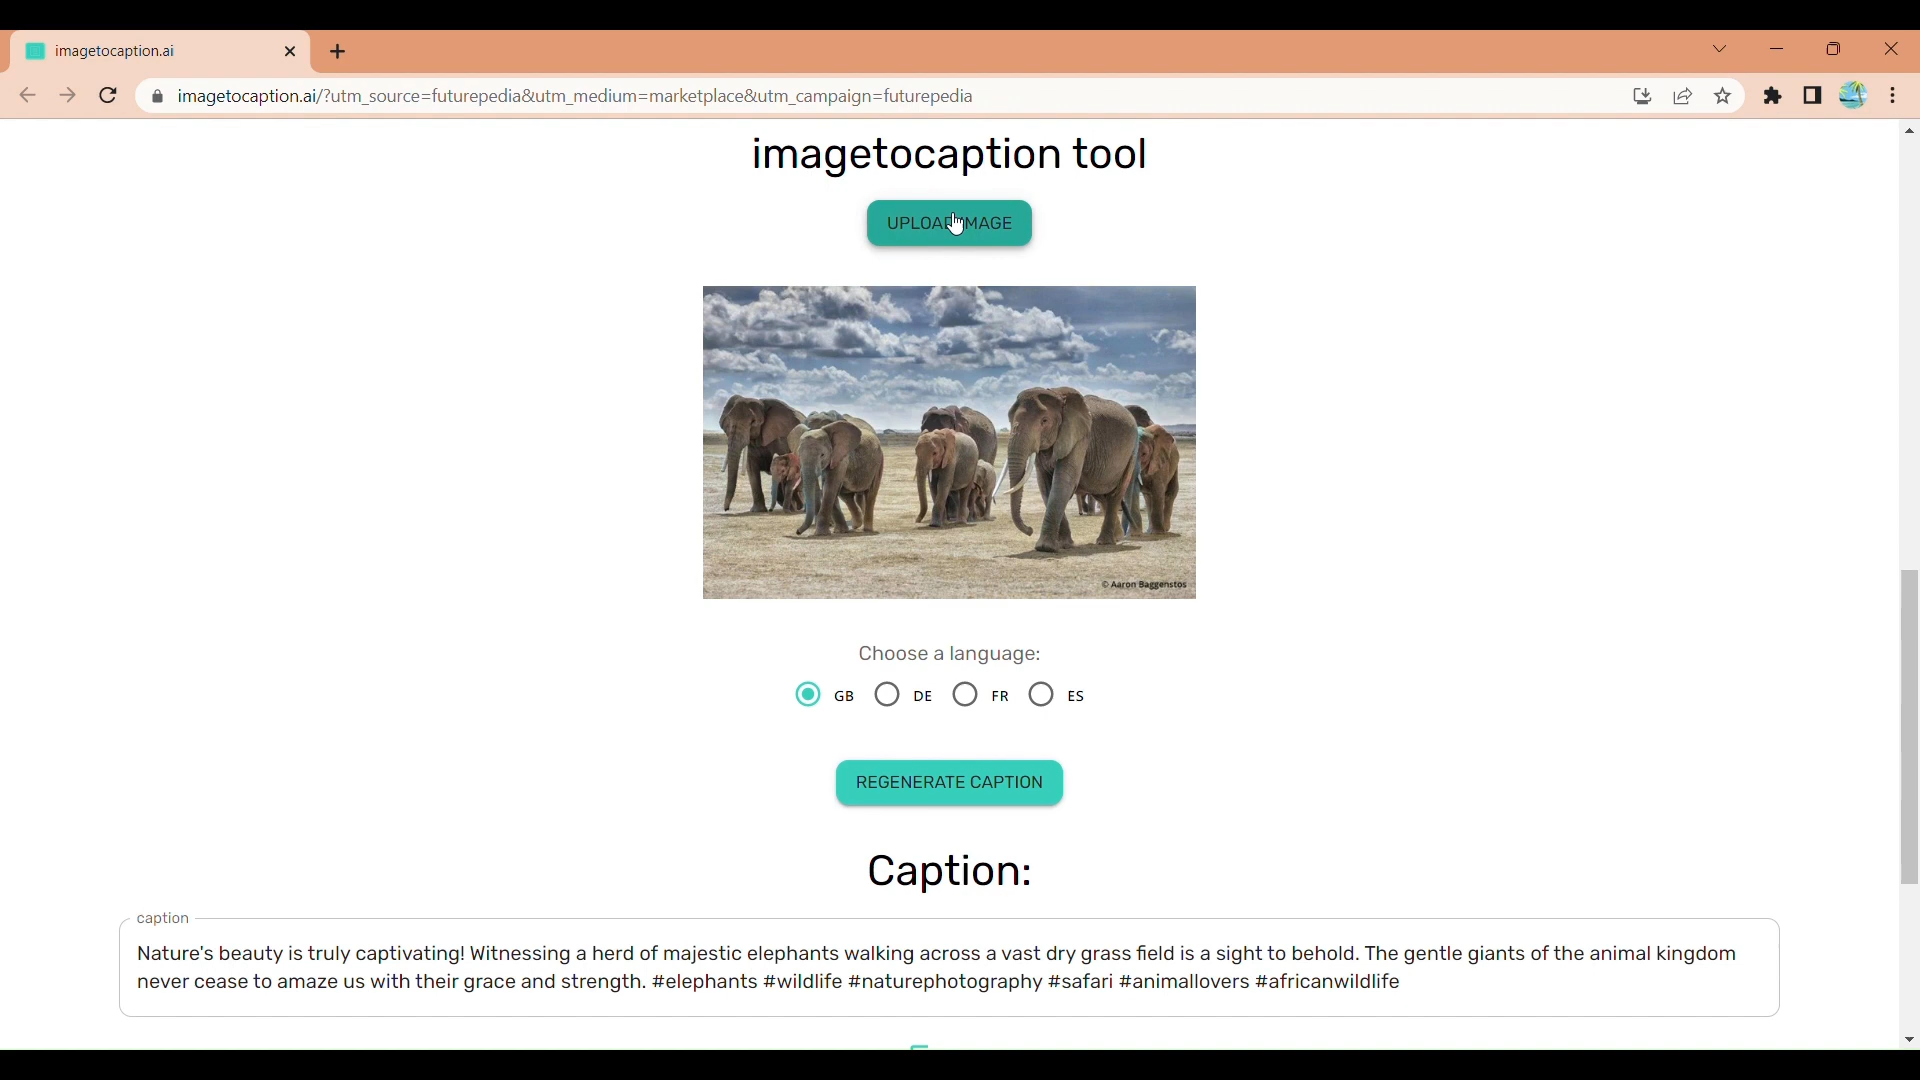 imagetocaption.ai
imagetocaption.ai/?utm_source=futurepedia&utm_medium=marketplace&utm_campaign=futurepedia
imagetocaption tool
UPLOAD IMAGE
© Aaron Baggenstos
Choose a language:
GB DE FR ES
REGENERATE CAPTION
Caption:
caption
Nature's beauty is truly captivating! Witnessing a herd of majestic elephants walking across a vast dry grass field is a sight to behold. The gentle giants of the animal kingdom
never cease to amaze us with their grace and strength. #elephants #wildlife #naturephotography #safari #animallovers #africanwildlife